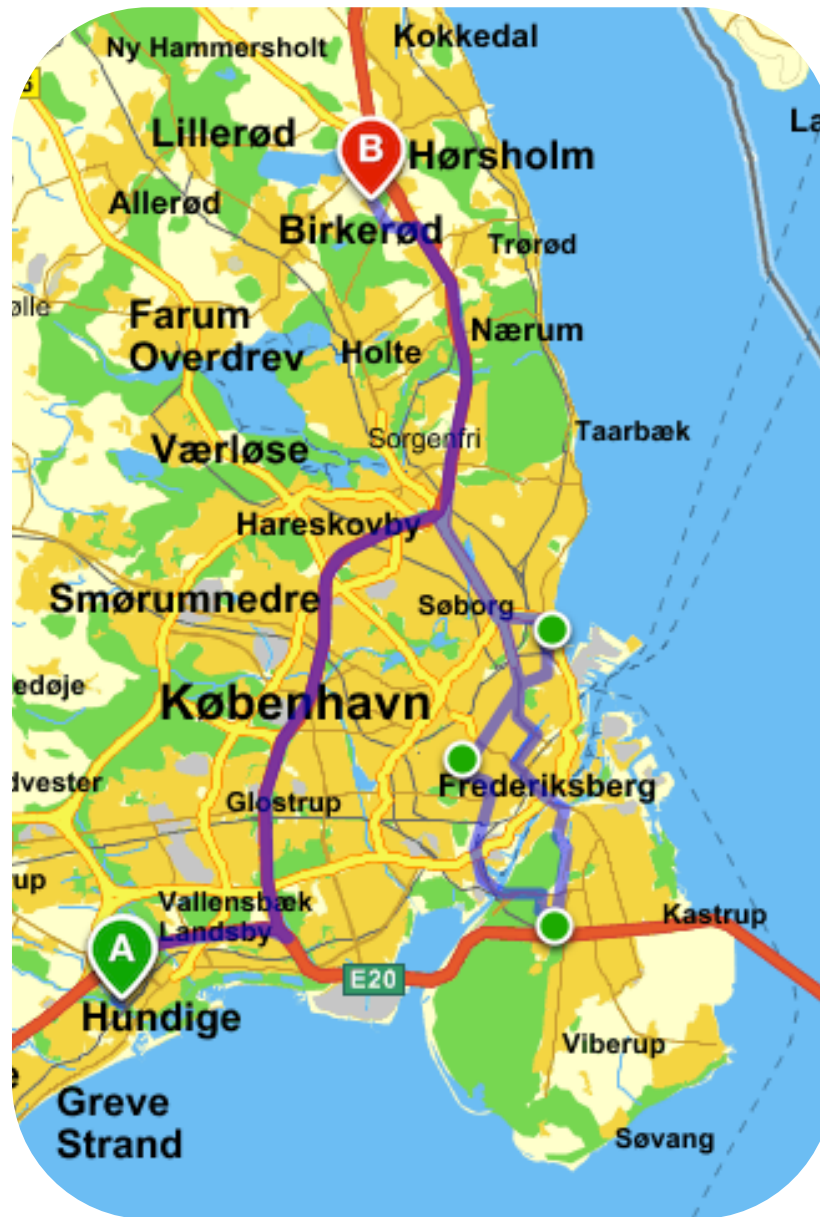 Kokkedal
Ny Hammersholt
Lillerød
B
Hørsholm
Allerød
Birkerød
Trørød
Farum
Overdrev
Nærum
Holte
Sorgenfri
Taarbæk
Værløse
Hareskovby
Smørumnedre
Søborg
København
Frederiksberg
Glostrup
Vallensbæk
Landsby
Kastrup
A
E20
Hundige
Viberup
Greve
Strand
Søvang